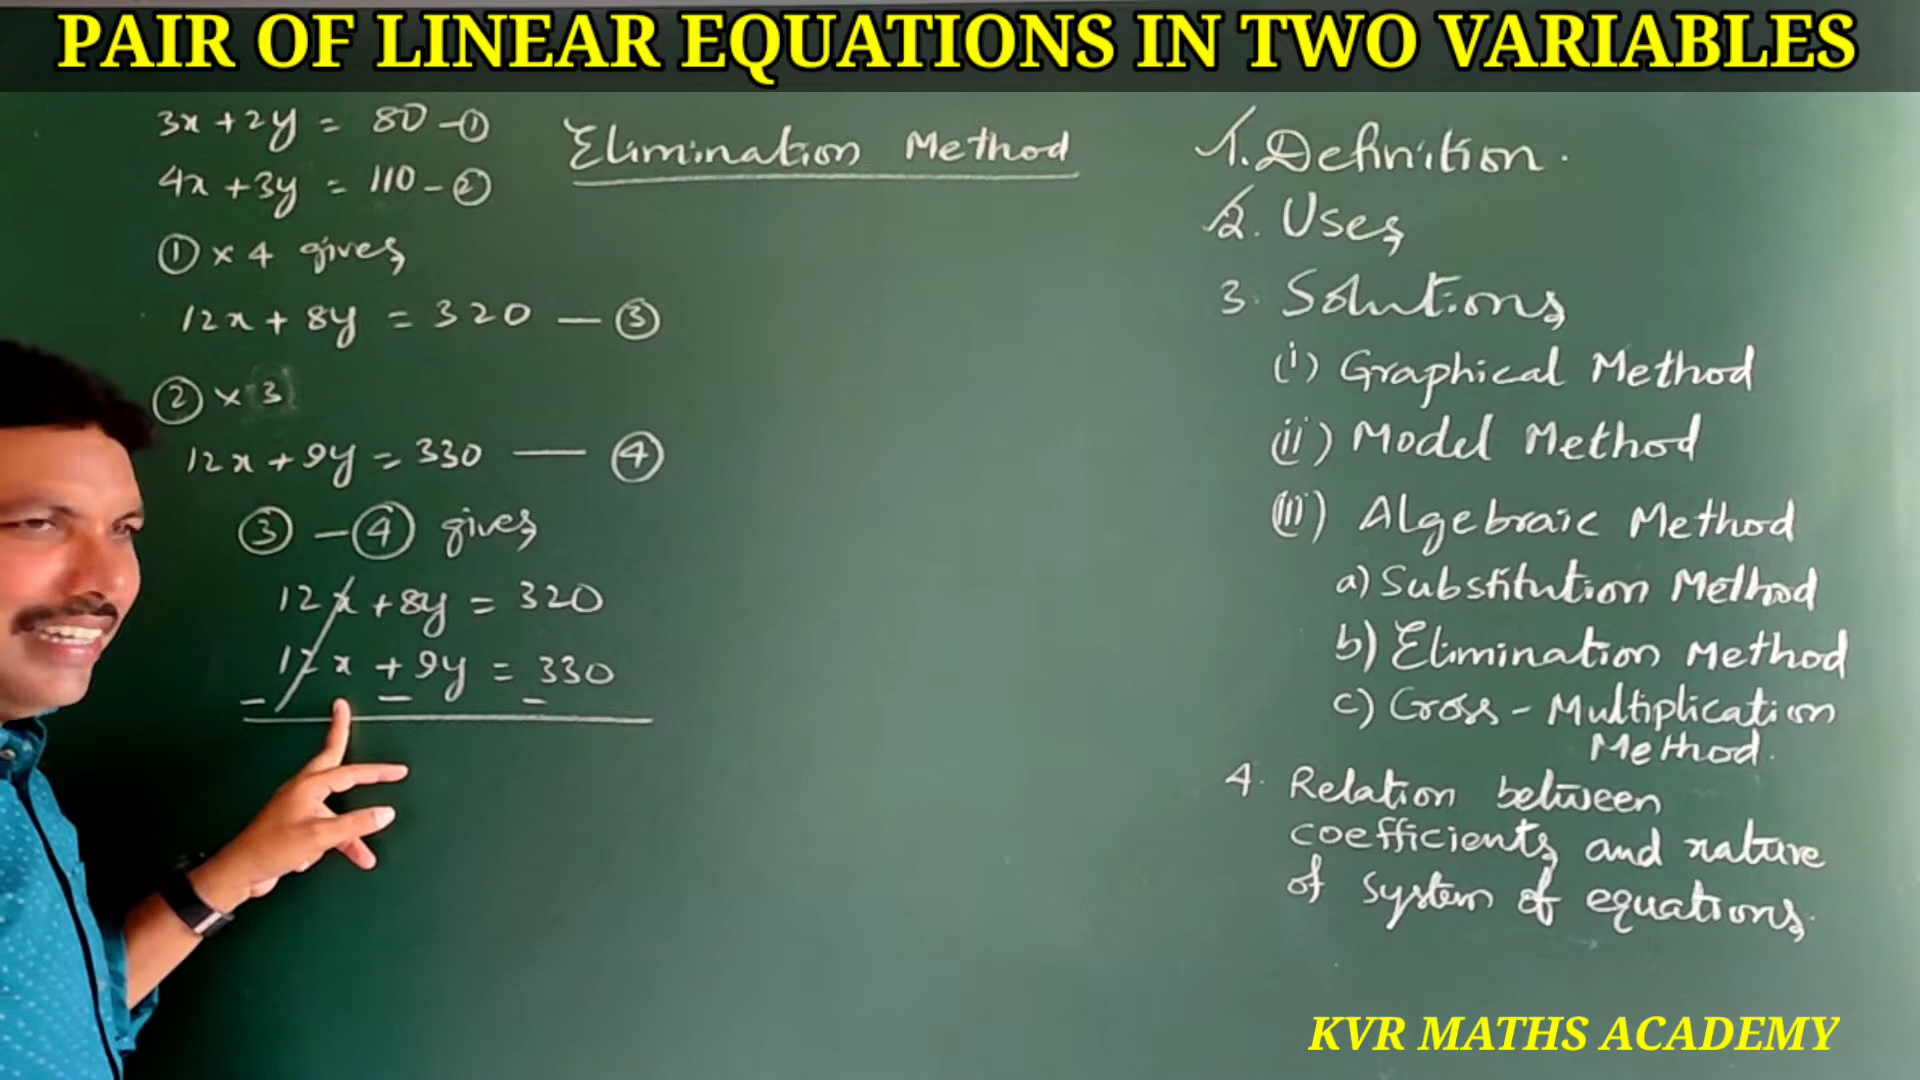 PAIR OF LINEAR EQUATIONS IN TWO VARIABLES
3x + 2y = 80 - ①
4x + 3y = 110 - ②
① × 4 gives
12x + 8y = 320 — ③
② × 3
12x + 9y = 330 — ④
③ - ④ gives
12x + 8y = 320
12x + 9y = 330
- - -
Elimination Method
1. Definition.
2. Uses
3. Solutions
(i) Graphical Method
(ii) Model Method
(iii) Algebraic Method
a) Substitution Method
b) Elimination Method
c) Cross - Multiplication
Method.
4. Relation between
coefficients and nature
of system of equations.
KVR MATHS ACADEMY